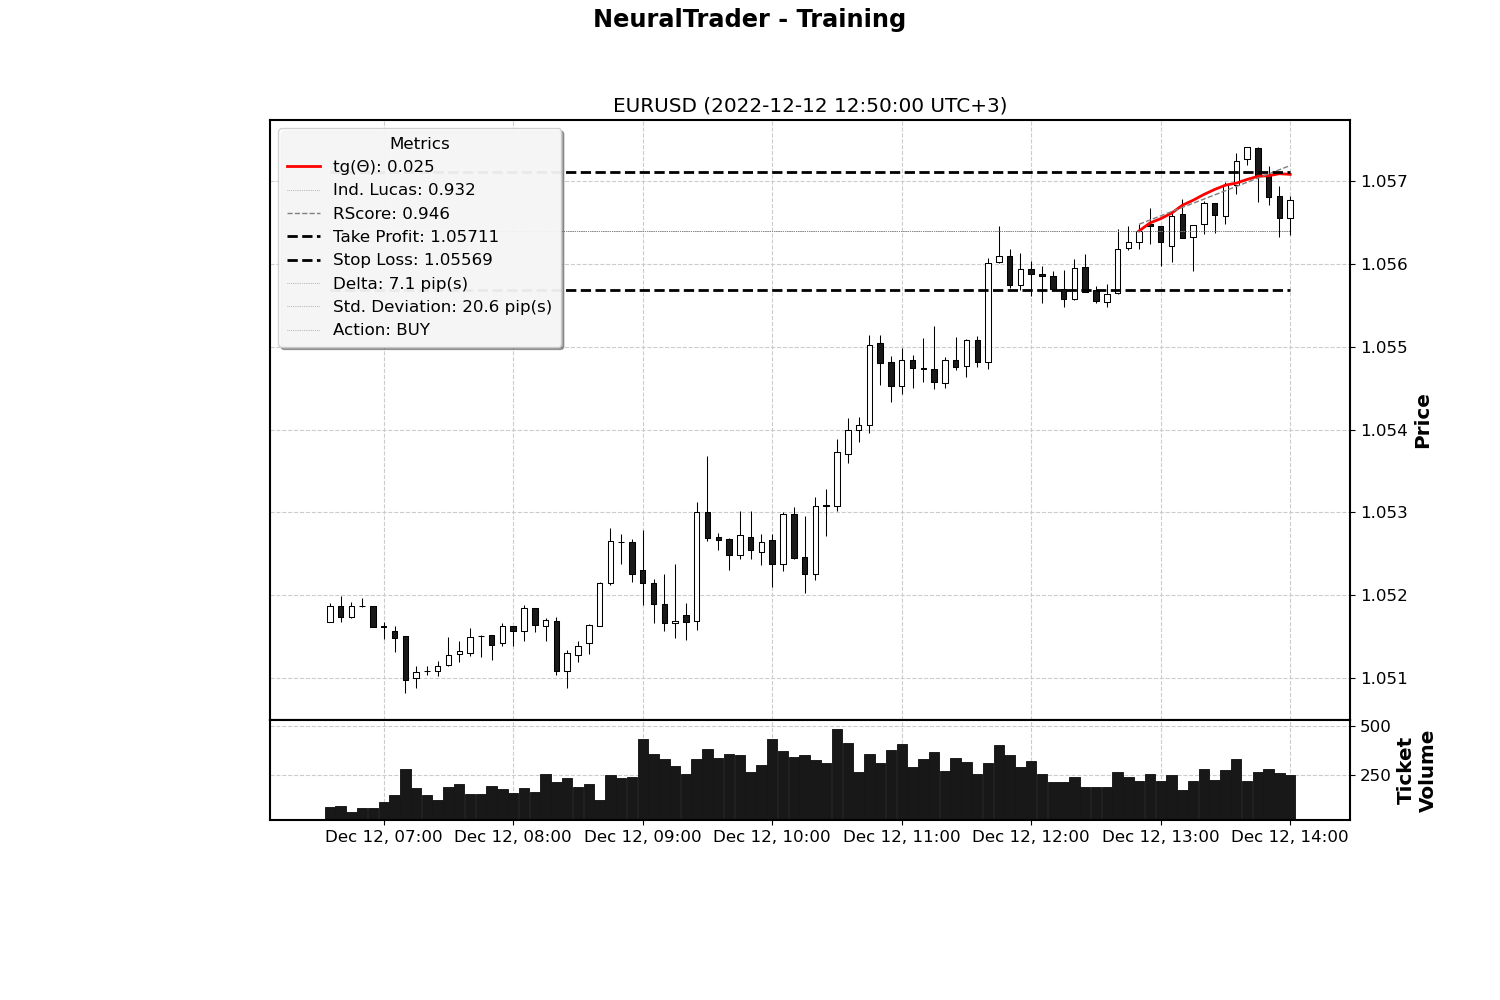 NeuralTrader - Training
EURUSD (2022-12-12 12:50:00 UTC+3)
Metrics
tg(Θ): 0.025
Ind. Lucas: 0.932
RScore: 0.946
Take Profit: 1.05711
Stop Loss: 1.05569
Delta: 7.1 pip(s)
Std. Deviation: 20.6 pip(s)
Action: BUY
1.057
1.056
1.055
1.054
1.053
1.052
1.051
Price
500
250
Ticket
Volume
Dec 12, 07:00 Dec 12, 08:00 Dec 12, 09:00 Dec 12, 10:00 Dec 12, 11:00 Dec 12, 12:00 Dec 12, 13:00 Dec 12, 14:00